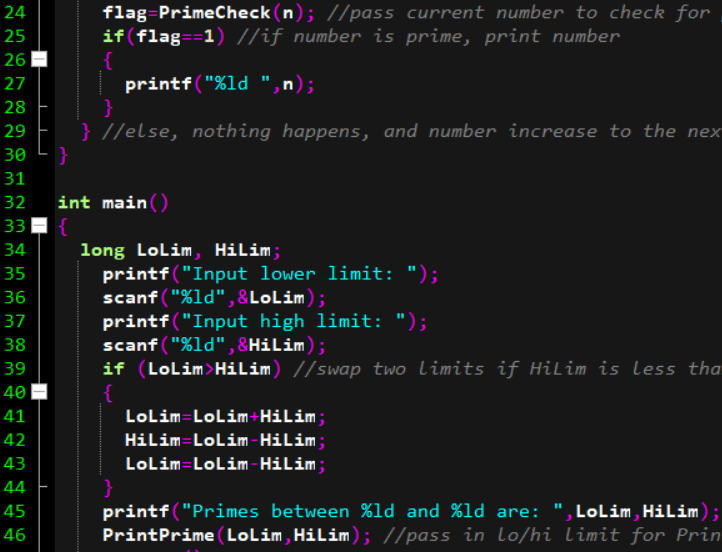 24 flag=PrimeCheck(n); //pass current number to check for
25 if(flag==1) //if number is prime, print number
26 {
27 printf("%ld ",n);
28 }
29 } //else, nothing happens, and number increase to the nex
30 }
31
32 int main()
33 {
34 long LoLim, HiLim;
35 printf("Input lower limit: ");
36 scanf("%ld",&LoLim);
37 printf("Input high limit: ");
38 scanf("%ld",&HiLim);
39 if (LoLim>HiLim) //swap two limits if HiLim is less tha
40 {
41 LoLim=LoLim+HiLim;
42 HiLim=LoLim-HiLim;
43 LoLim=LoLim-HiLim;
44 }
45 printf("Primes between %ld and %ld are: ",LoLim,HiLim);
46 PrintPrime(LoLim,HiLim); //pass in lo/hi limit for Prin